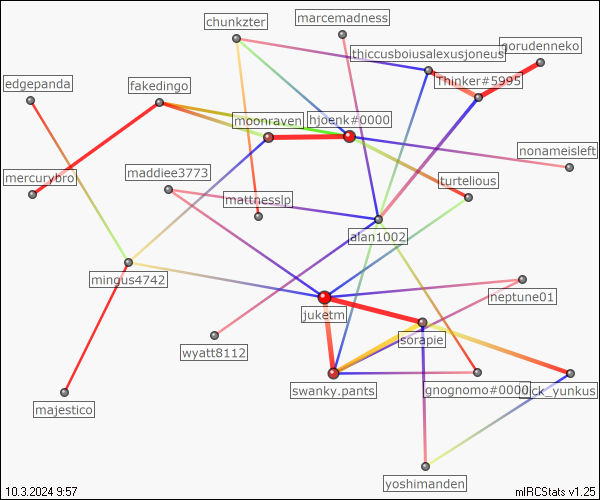 chunkzter
marcemadness
thiccusboiusalexusjoneus
gorudenneko
edgepanda
fakedingo
Thinker#5995
moonraven
hjoenk#0000
nonameisleft
mercurybro
maddiee3773
mattnesslp
turtelious
alan1002
mingus4742
neptune01
juketm
sorapie
wyatt8112
swanky.pants
gnognomo#0000
majestico
yoshimanden
10.3.2024 9:57
mIRCStats v1.25